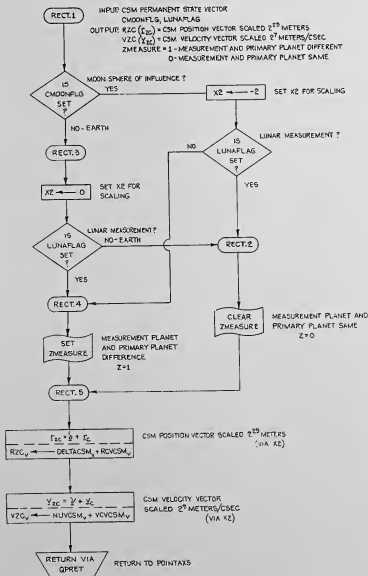 RECT.1
INPUT: CSM PERMANENT STATE VECTOR
CMOONFLG, LUNAFLAG
OUTPUT: RZC (r_ZC) = CSM POSITION VECTOR SCALED 2^29 METERS
VZC (V_ZC) = CSM VELOCITY VECTOR SCALED 2^7 METERS/CSEC
ZMEASURE = 1 - MEASUREMENT AND PRIMARY PLANET DIFFERENT
0 - MEASUREMENT AND PRIMARY PLANET SAME
MOON SPHERE OF INFLUENCE ?
IS
CMOONFLG
SET
?
YES
X2 ← -2
SET X2 FOR SCALING
NO-EARTH
LUNAR MEASUREMENT ?
RECT.3
IS
LUNAFLAG
SET
?
NO
X2 ← 0
SET X2 FOR
SCALING
YES
LUNAR MEASUREMENT?
NO-EARTH
IS
LUNAFLAG
SET
?
RECT.2
YES
RECT.4
CLEAR
ZMEASURE
MEASUREMENT PLANET AND
PRIMARY PLANET SAME
Z=0
SET
ZMEASURE
MEASUREMENT PLANET
AND PRIMARY PLANET
DIFFERENCE
Z=1
RECT.5
CSM POSITION VECTOR SCALED 2^29 METERS
(VIA X2)
RZC_V ← DELTACSM_V + RCVCSM_V
CSM VELOCITY VECTOR
SCALED 2^7 METERS/CSEC
(VIA X2)
VZC_V ← NUVCSM_V + VCVCSM_V
RETURN VIA
QPRET
RETURN TO POINTAXS